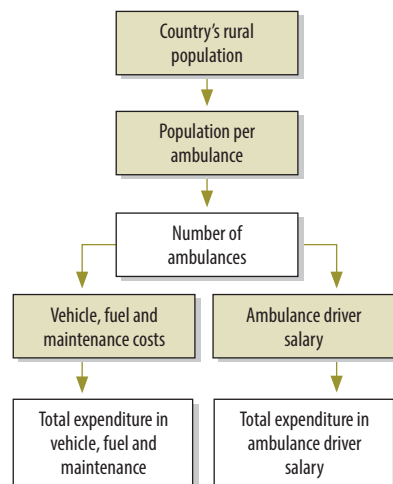 Country's rural
population
Population per
ambulance
Number of
ambulances
Vehicle, fuel and
maintenance costs
Ambulance driver
salary
Total expenditure in
vehicle, fuel and
maintenance
Total expenditure in
ambulance driver
salary